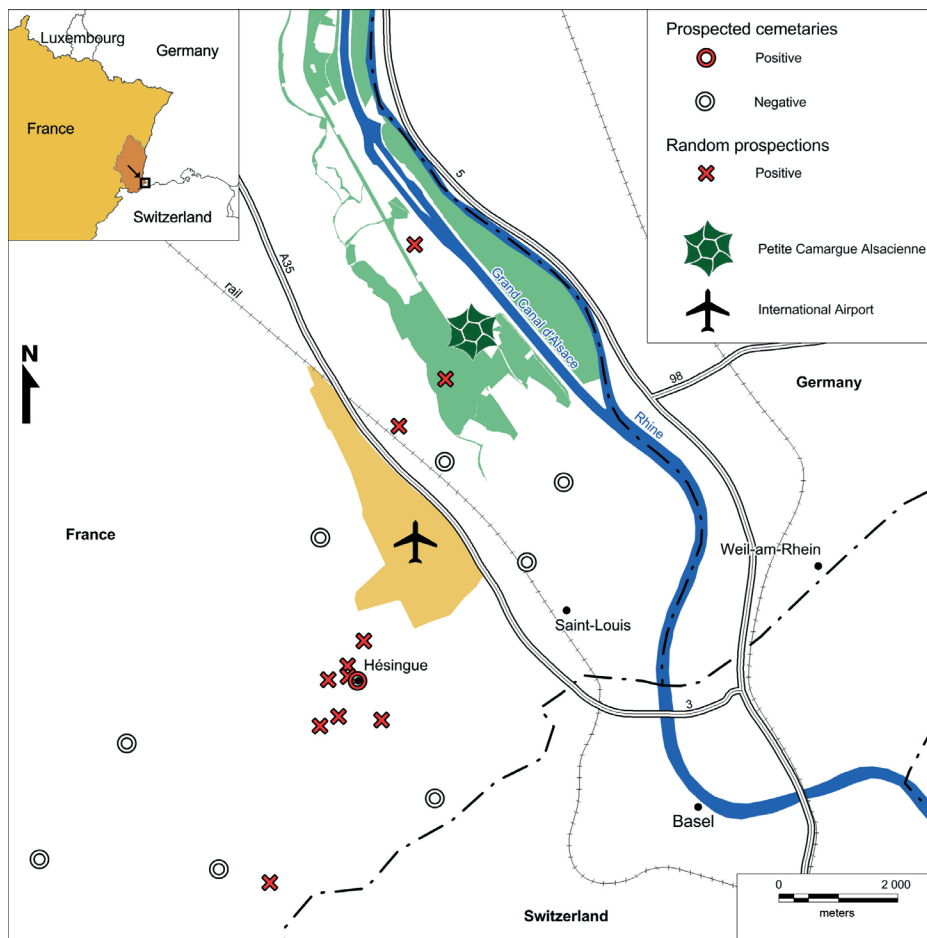 Luxembourg
Germany
France
Switzerland
Prospected cemetaries
Positive
Negative
Random prospections
Positive
Petite Camargue Alsacienne
International Airport
5
A35
rail
Grand Canal d'Alsace
N
98
Germany
Rhine
France
Weil-am-Rhein
Saint-Louis
Hésingue
3
Basel
Switzerland
0 2 000
meters